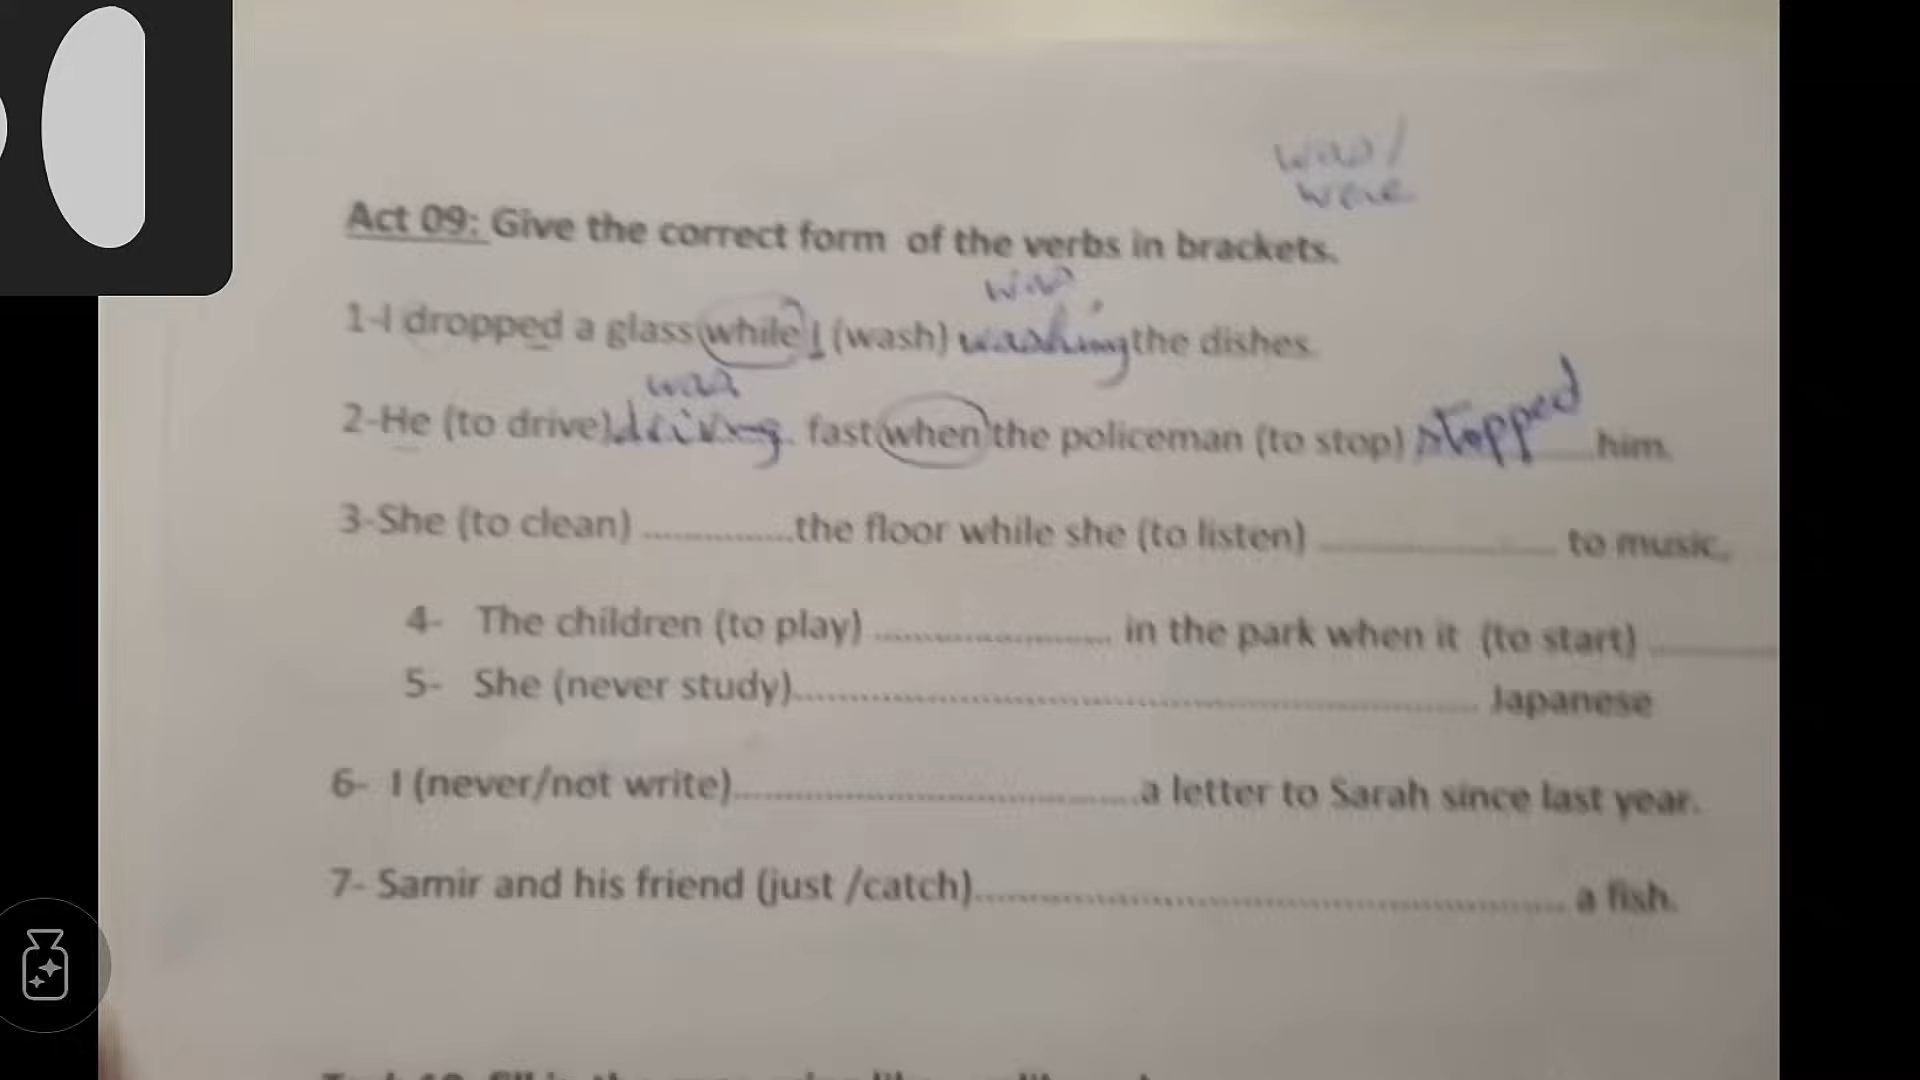 was/
were
Act 09: Give the correct form of the verbs in brackets.
was
1-I dropped a glass while I (wash) washing the dishes.
was
2-He (to drive) driving fast when the policeman (to stop) stopped him.
3-She (to clean) ..............the floor while she (to listen) ........................ to music.
4- The children (to play) ........................ in the park when it (to start) ..............
5- She (never study)........................................................................ Japanese
6- I (never/not write)..........................................a letter to Sarah since last year.
7- Samir and his friend (just /catch)............................................................. a fish.